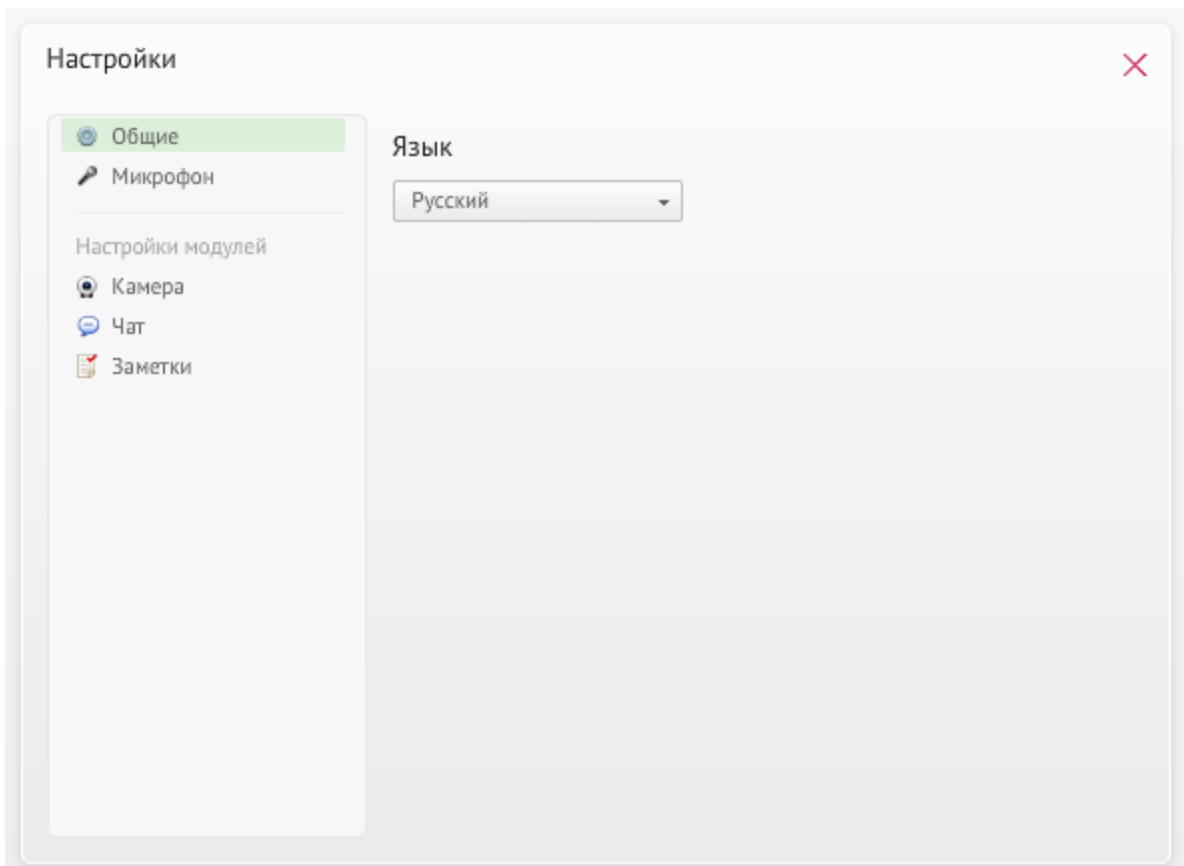 Настройки
Общие
Микрофон
Настройки модулей
Камера
Чат
Заметки
Язык
Русский